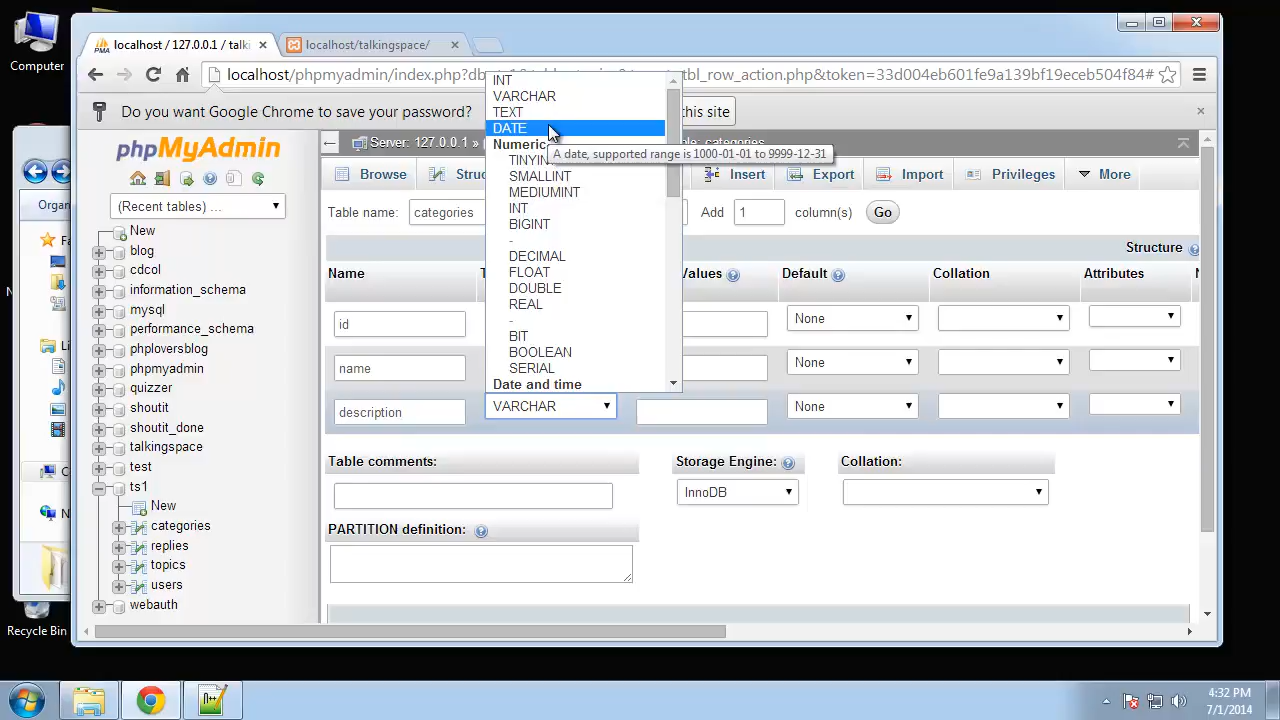 Computer
localhost / 127.0.0.1 / talki
localhost/talkingspace/
localhost/phpmyadmin/index.php?db
tbl_row_action.php&token=33d004eb601fe9a139bf19eceb504f84#
Do you want Google Chrome to save your password?
this site
INT
VARCHAR
TEXT
DATE
Numeric
A date, supported range is 1000-01-01 to 9999-12-31
SMALLINT
MEDIUMINT
INT
BIGINT
-
DECIMAL
FLOAT
DOUBLE
REAL
-
BIT
BOOLEAN
SERIAL
Date and time
phpMyAdmin
(Recent tables) ...
New
blog
cdcol
information_schema
mysql
performance_schema
phploversblog
phpmyadmin
quizzer
shoutit
shoutit_done
talkingspace
test
ts1
New
categories
replies
topics
users
webauth
Server: 127.0.0.1 »
Browse
Insert
Export
Import
Privileges
More
Table name:
categories
Add
1
column(s)
Go
Structure
Name
Values
Default
Collation
Attributes
id
None
name
None
description
VARCHAR
None
Table comments:
Storage Engine:
Collation:
InnoDB
PARTITION definition:
Organ
Recycle Bin
4:32 PM
7/1/2014